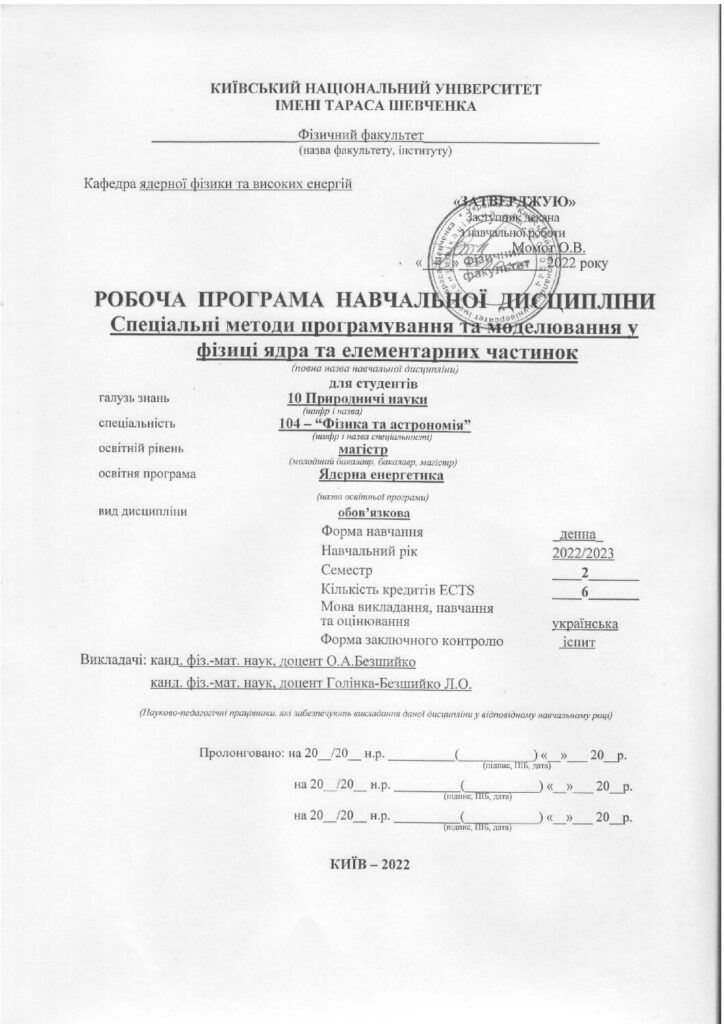 КИЇВСЬКИЙ НАЦІОНАЛЬНИЙ УНІВЕРСИТЕТ
ІМЕНІ ТАРАСА ШЕВЧЕНКА
Фізичний факультет
(назва факультету, інституту)
Кафедра ядерної фізики та високих енергій
«ЗАТВЕРДЖУЮ»
Заступник декана
з навчальної роботи
Момот О.В.
« » 2022 року
Фізичний факультет
РОБОЧА ПРОГРАМА НАВЧАЛЬНОЇ ДИСЦИПЛІНИ
Спеціальні методи програмування та моделювання у
фізиці ядра та елементарних частинок
(повна назва навчальної дисципліни)
для студентів
галузь знань 10 Природничі науки
(шифр і назва)
спеціальність 104 – “Фізика та астрономія”
(шифр і назва спеціальності)
освітній рівень магістр
(молодший бакалавр, бакалавр, магістр)
освітня програма Ядерна енергетика
(назва освітньої програми)
вид дисципліни обов’язкова
Форма навчання денна
Навчальний рік 2022/2023
Семестр ____2_______
Кількість кредитів ECTS ____6_______
Мова викладання, навчання
та оцінювання українська
Форма заключного контролю іспит
Викладачі: канд. фіз.-мат. наук, доцент О.А.Безшийко
канд. фіз.-мат. наук, доцент Голінка-Безшийко Л.О.
(Науково-педагогічні працівники, які забезпечують викладання даної дисципліни у відповідному навчальному році)
Пролонговано: на 20__/20__ н.р. __________(___________) «__»___ 20__р.
(підпис, ПІБ, дата)
на 20__/20__ н.р. __________(___________) «__»___ 20__р.
(підпис, ПІБ, дата)
на 20__/20__ н.р. __________(___________) «__»___ 20__р.
(підпис, ПІБ, дата)
КИЇВ – 2022